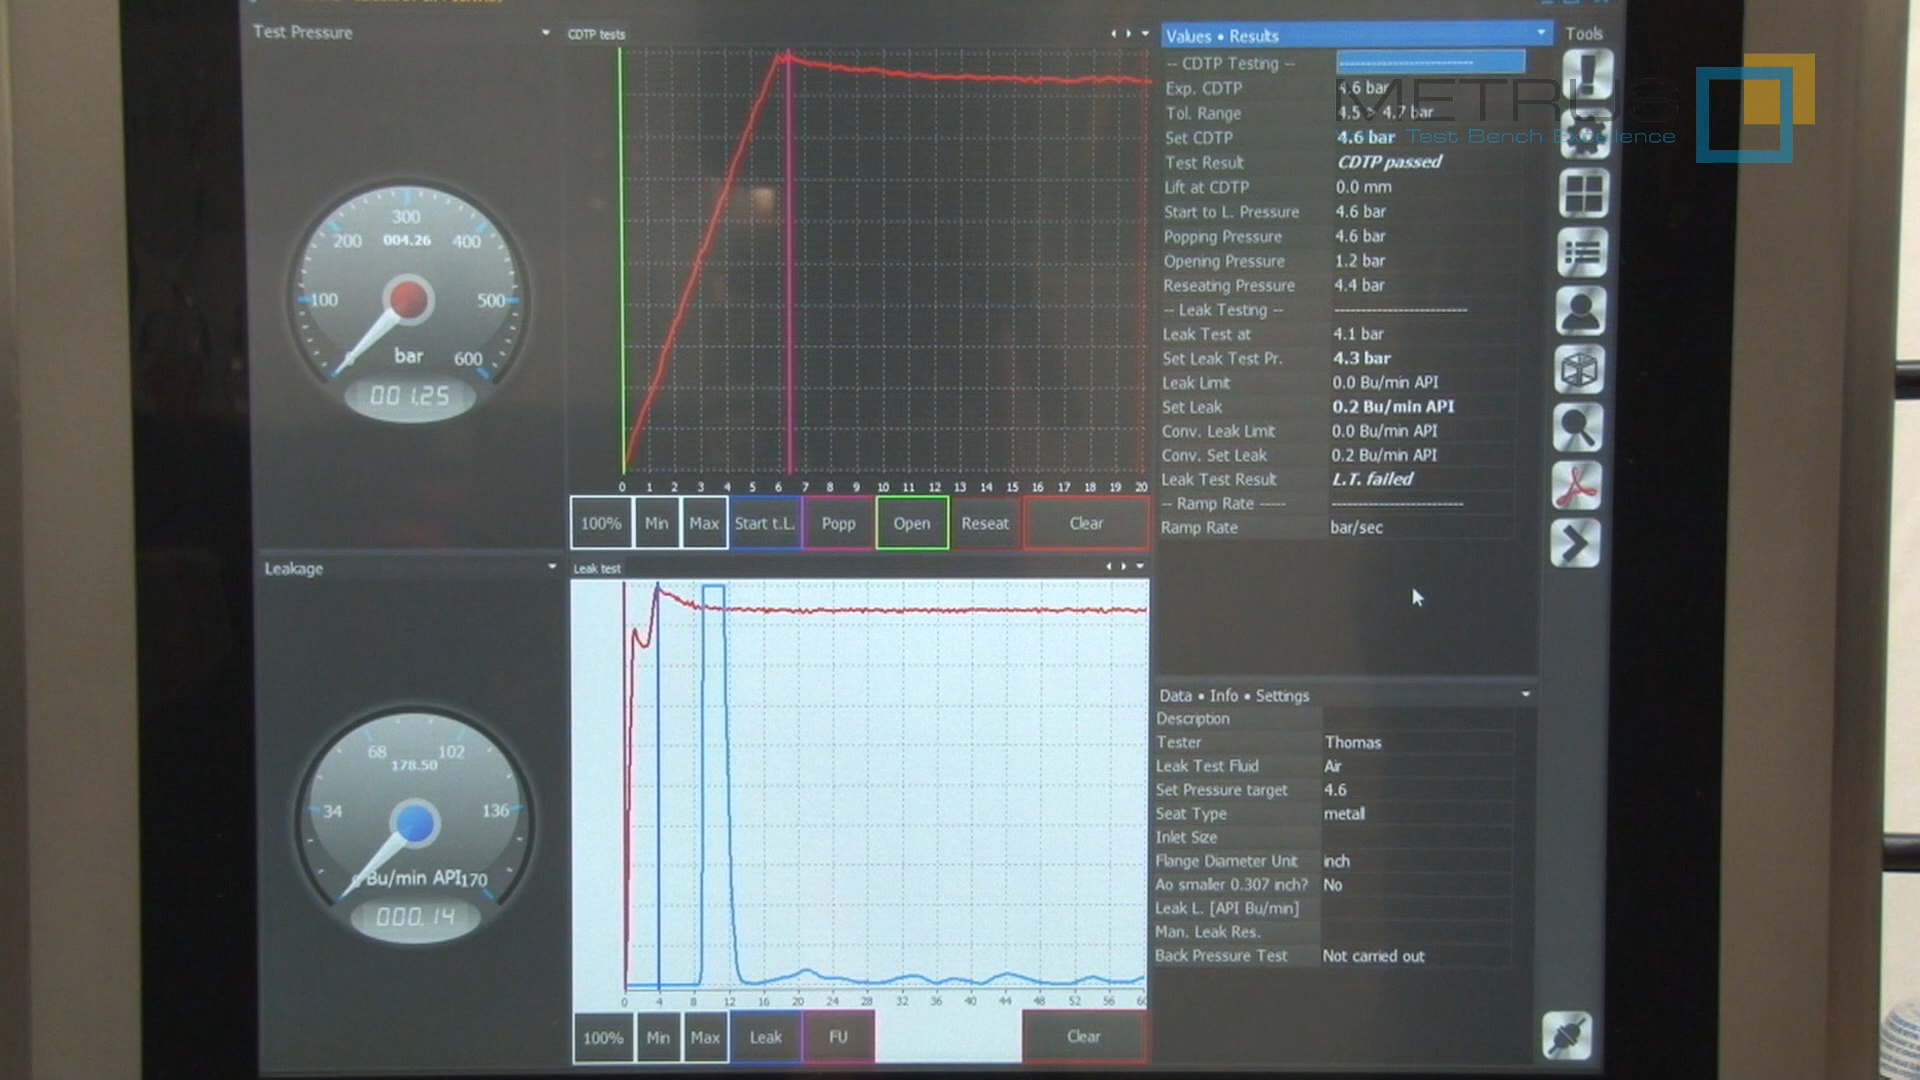 Test Pressure
300
200
004.26
400
100
500
bar
600
001.25
CDTP tests
0 1 2 3 4 5 6 7 8 9 10 11 12 13 14 15 16 17 18 19 20
100% Min Max Start t.L. Popp Open Reseat Clear
Leakage
68
102
178.50
34
136
Bu/min API
170
000.14
Leak test
0 4 8 12 16 20 24 28 32 36 40 44 48 52 56 60
100% Min Max Leak FU Clear
Values • Results
-- CDTP Testing -- ------------------------
Exp. CDTP 4.6 bar
Tol. Range 4.5 > 4.7 bar
Set CDTP 4.6 bar
Test Result CDTP passed
Lift at CDTP 0.0 mm
Start to L. Pressure 4.6 bar
Popping Pressure 4.6 bar
Opening Pressure 1.2 bar
Reseating Pressure 4.4 bar
-- Leak Testing -- ------------------------
Leak Test at 4.1 bar
Set Leak Test Pr. 4.3 bar
Leak Limit 0.0 Bu/min API
Set Leak 0.2 Bu/min API
Conv. Leak Limit 0.0 Bu/min API
Conv. Set Leak 0.2 Bu/min API
Leak Test Result L.T. failed
-- Ramp Rate ----- ------------------------
Ramp Rate bar/sec
Data • Info • Settings
Description
Tester Thomas
Leak Test Fluid Air
Set Pressure target 4.6
Seat Type metall
Inlet Size
Flange Diameter Unit inch
Ao smaller 0.307 inch? No
Leak L. [API Bu/min]
Man. Leak Res.
Back Pressure Test Not carried out
Tools
METRUS
Test Bench Excellence